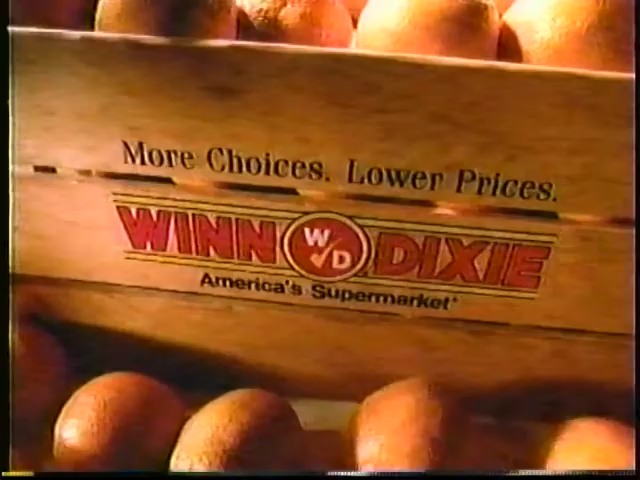 More Choices. Lower Prices.
WINN W✓D DIXIE
America's Supermarket®